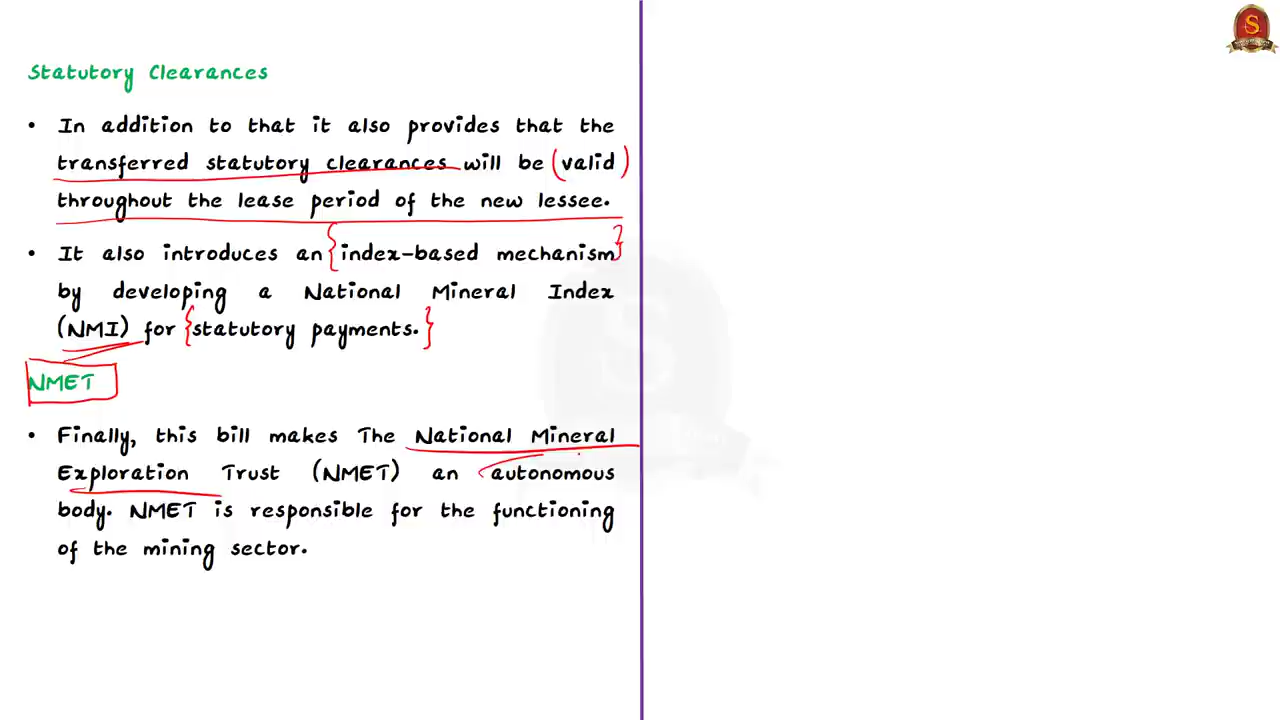 Statutory Clearances
• In addition to that it also provides that the
transferred statutory clearances will be (valid)
throughout the lease period of the new lessee.
• It also introduces an {index-based mechanism}
by developing a National Mineral Index
(NMI) for {statutory payments.}
NMET
• Finally, this bill makes The National Mineral
Exploration Trust (NMET) an autonomous
body. NMET is responsible for the functioning
of the mining sector.
S